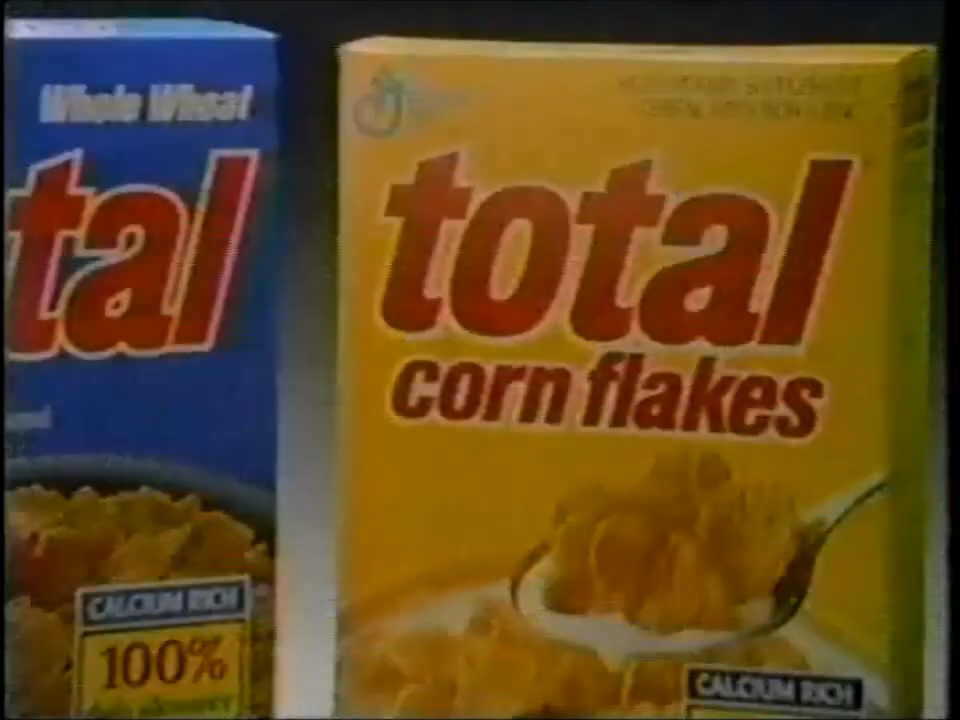 Whole Wheat
tal
CALCIUM RICH
100%
total
corn flakes
CALCIUM RICH